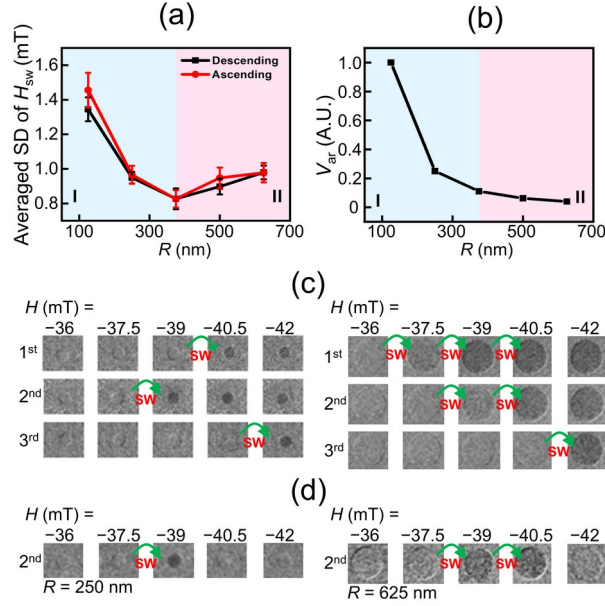 (a)
(b)
Averaged SD of H_sw (mT)
1.6
1.4
1.2
1.0
0.8
Descending
Ascending
I
II
100 300 500 700
R (nm)
V_ar (A.U.)
1.0
0.8
0.6
0.4
0.2
0
I
II
100 300 500 700
R (nm)
(c)
H (mT) =
−36 −37.5 −39 −40.5 −42
1st SW
2nd SW
3rd SW
H (mT) =
−36 −37.5 −39 −40.5 −42
1st SW SW SW
2nd SW SW
3rd SW
(d)
H (mT) =
−36 −37.5 −39 −40.5 −42
2nd SW
R = 250 nm
H (mT) =
−36 −37.5 −39 −40.5 −42
2nd SW SW
R = 625 nm